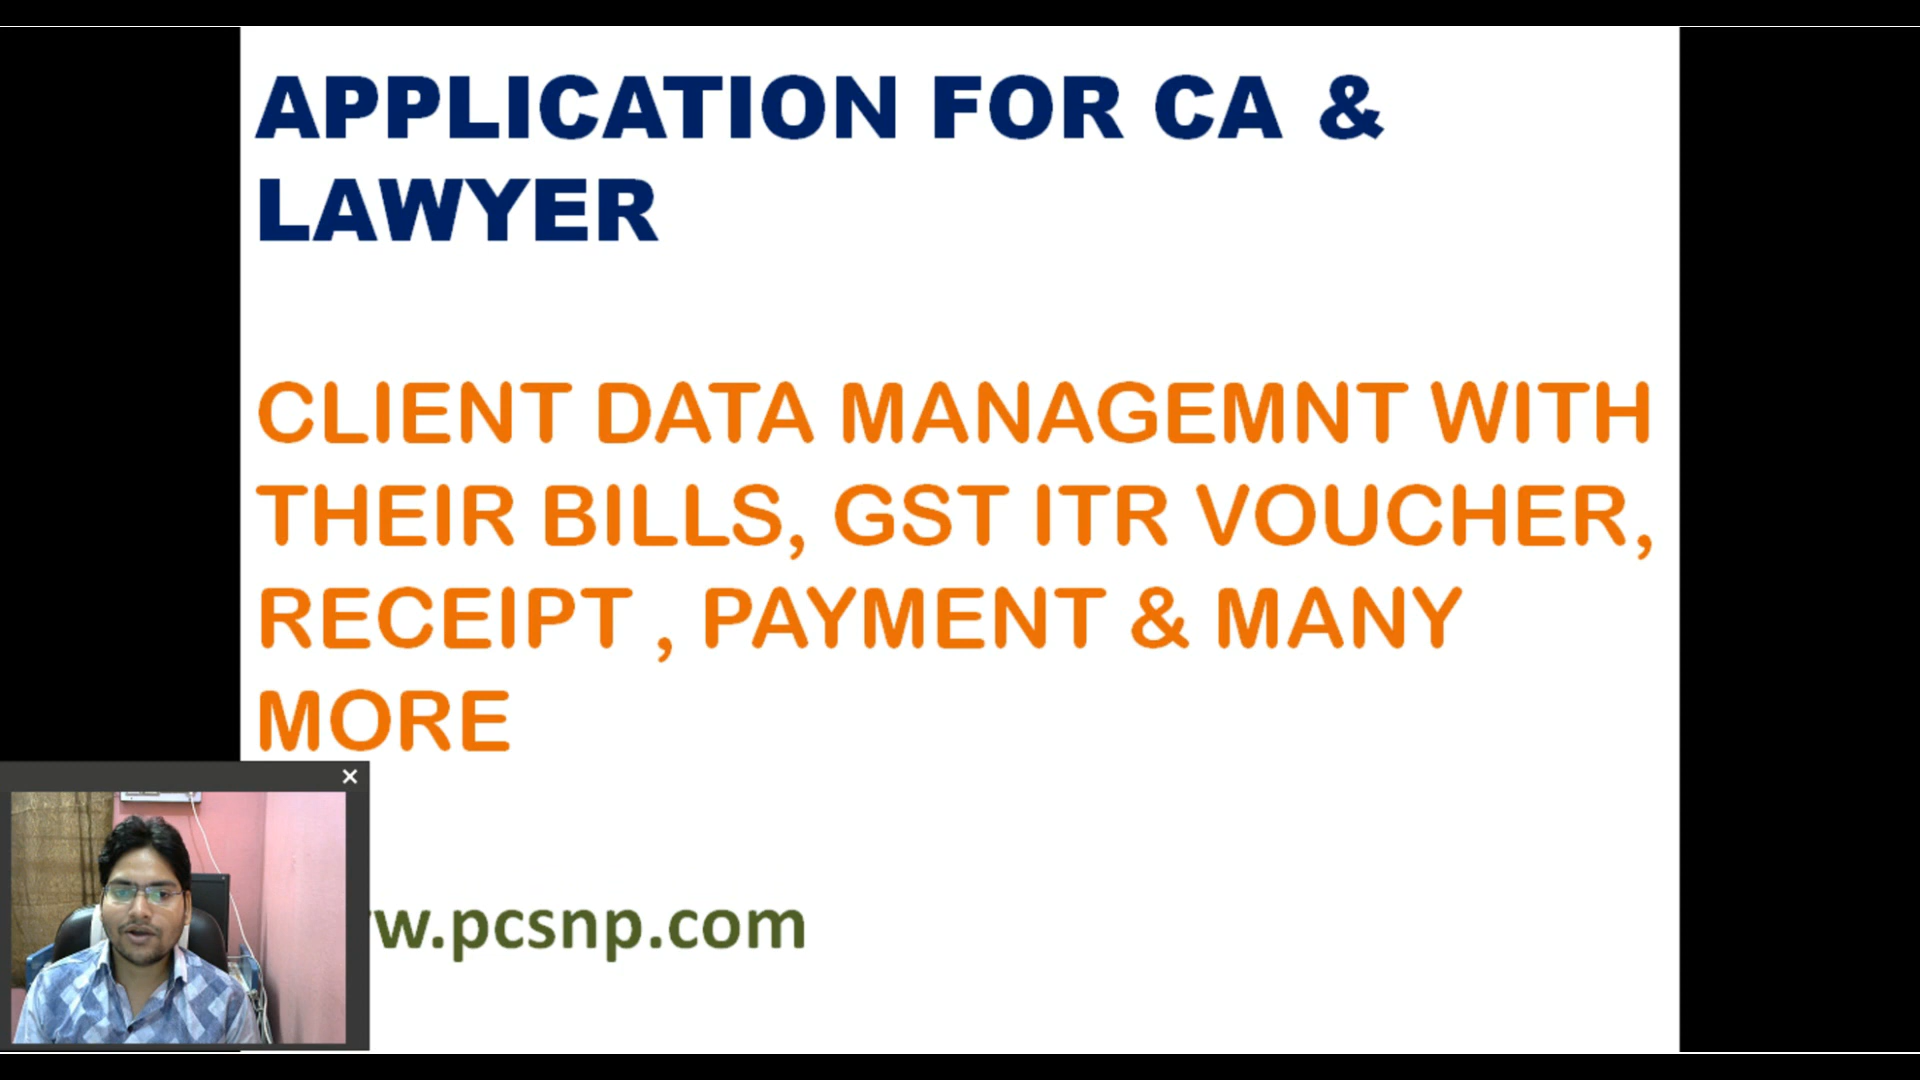 APPLICATION FOR CA &
LAWYER
CLIENT DATA MANAGEMNT WITH
THEIR BILLS, GST ITR VOUCHER,
RECEIPT , PAYMENT & MANY
MORE
w.pcsnp.com